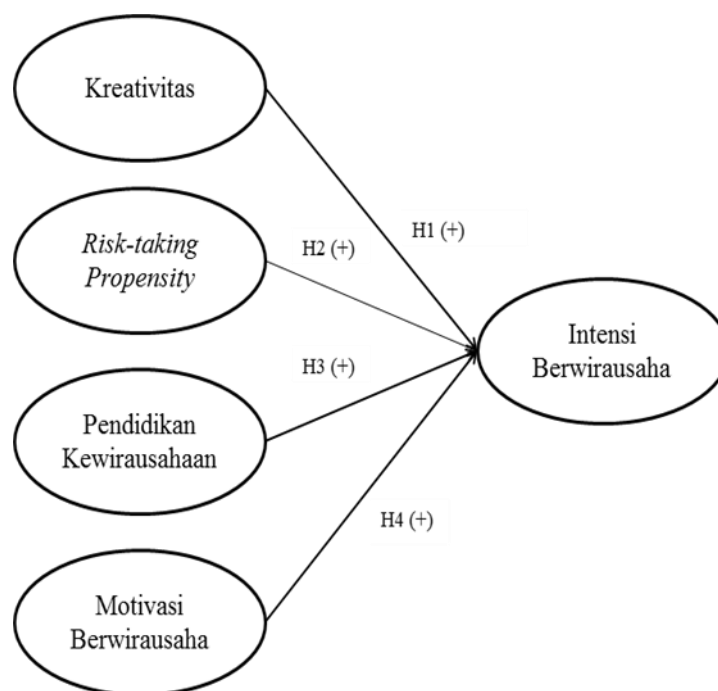 Kreativitas
H1 (+)
Risk-taking
Propensity
H2 (+)
Intensi
Berwirausaha
H3 (+)
Pendidikan
Kewirausahaan
H4 (+)
Motivasi
Berwirausaha